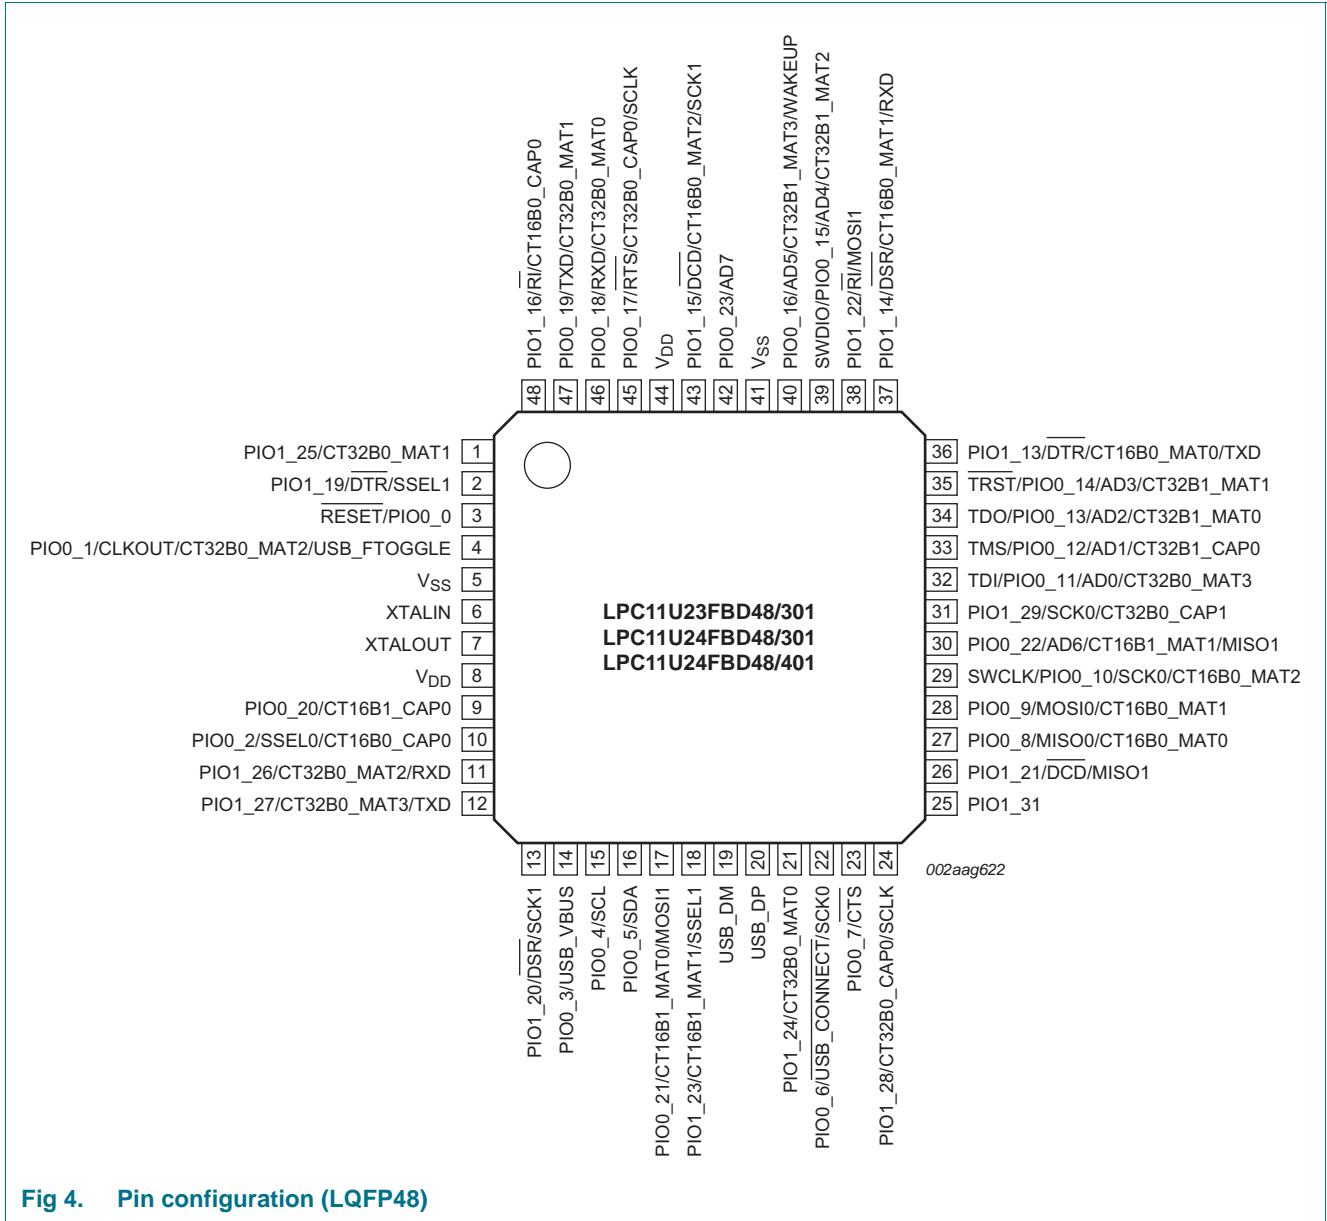 PIO1_16/RI/CT16B0_CAP0
PIO0_19/TXD/CT32B0_MAT1
PIO0_18/RXD/CT32B0_MAT0
PIO0_17/RTS/CT32B0_CAP0/SCLK
VDD
PIO1_15/DCD/CT16B0_MAT2/SCK1
PIO0_23/AD7
VSS
PIO0_16/AD5/CT32B1_MAT3/WAKEUP
SWDIO/PIO0_15/AD4/CT32B1_MAT2
PIO1_22/RI/MOSI1
PIO1_14/DSR/CT16B0_MAT1/RXD
48
47
46
45
44
43
42
41
40
39
38
37
PIO1_25/CT32B0_MAT1 1
PIO1_19/DTR/SSEL1 2
RESET/PIO0_0 3
PIO0_1/CLKOUT/CT32B0_MAT2/USB_FTOGGLE 4
VSS 5
XTALIN 6
XTALOUT 7
VDD 8
PIO0_20/CT16B1_CAP0 9
PIO0_2/SSEL0/CT16B0_CAP0 10
PIO1_26/CT32B0_MAT2/RXD 11
PIO1_27/CT32B0_MAT3/TXD 12
LPC11U23FBD48/301
LPC11U24FBD48/301
LPC11U24FBD48/401
36 PIO1_13/DTR/CT16B0_MAT0/TXD
35 TRST/PIO0_14/AD3/CT32B1_MAT1
34 TDO/PIO0_13/AD2/CT32B1_MAT0
33 TMS/PIO0_12/AD1/CT32B1_CAP0
32 TDI/PIO0_11/AD0/CT32B0_MAT3
31 PIO1_29/SCK0/CT32B0_CAP1
30 PIO0_22/AD6/CT16B1_MAT1/MISO1
29 SWCLK/PIO0_10/SCK0/CT16B0_MAT2
28 PIO0_9/MOSI0/CT16B0_MAT1
27 PIO0_8/MISO0/CT16B0_MAT0
26 PIO1_21/DCD/MISO1
25 PIO1_31
13
14
15
16
17
18
19
20
21
22
23
24
PIO1_20/DSR/SCK1
PIO0_3/USB_VBUS
PIO0_4/SCL
PIO0_5/SDA
PIO0_21/CT16B1_MAT0/MOSI1
PIO1_23/CT16B1_MAT1/SSEL1
USB_DM
USB_DP
PIO1_24/CT32B0_MAT0
PIO0_6/USB_CONNECT/SCK0
PIO0_7/CTS
PIO1_28/CT32B0_CAP0/SCLK
002aag622
Fig 4. Pin configuration (LQFP48)